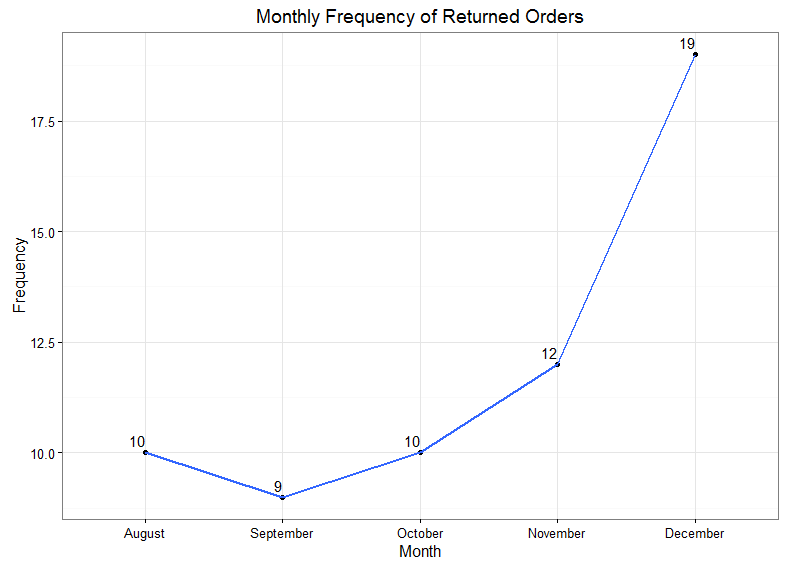 Monthly Frequency of Returned Orders
19
17.5
15.0
Frequency
12.5
12
10.0
10
9
10
August September October November December
Month